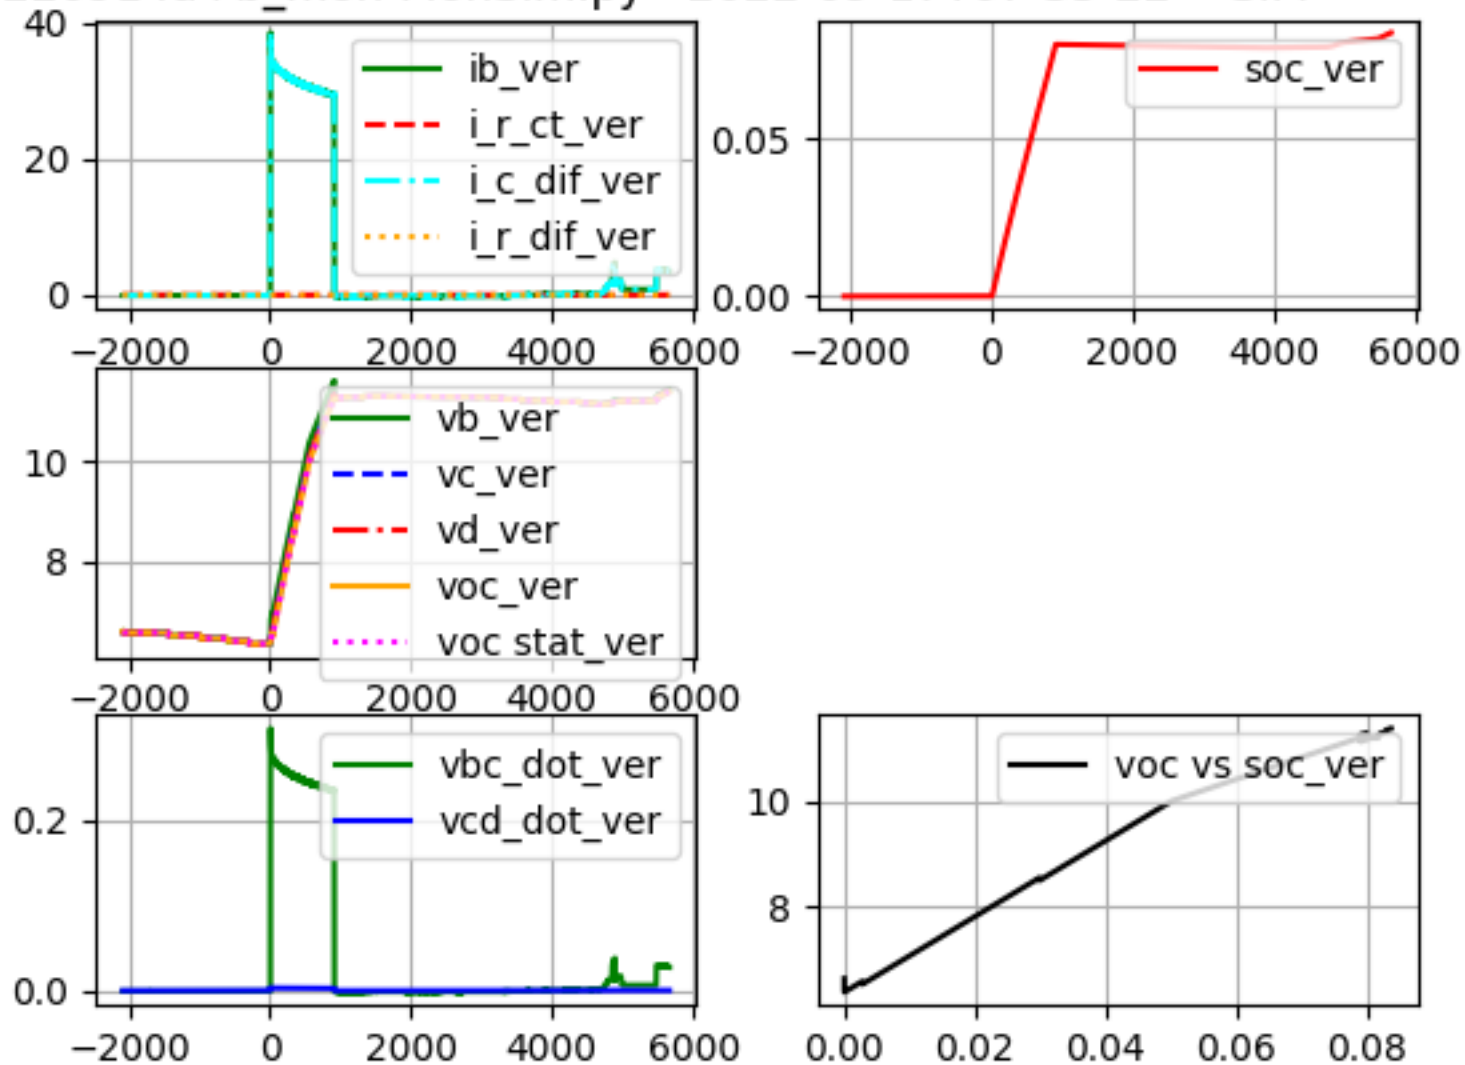 40
20
0
ib_ver
i_r_ct_ver
i_c_dif_ver
i_r_dif_ver
−2000 0 2000 4000 6000
0.05
0.00
soc_ver
−2000 0 2000 4000 6000
10
8
vb_ver
vc_ver
vd_ver
voc_ver
voc stat_ver
−2000 0 2000 4000 6000
0.2
0.0
vbc_dot_ver
vcd_dot_ver
−2000 0 2000 4000 6000
10
8
voc vs soc_ver
0.00 0.02 0.04 0.06 0.08